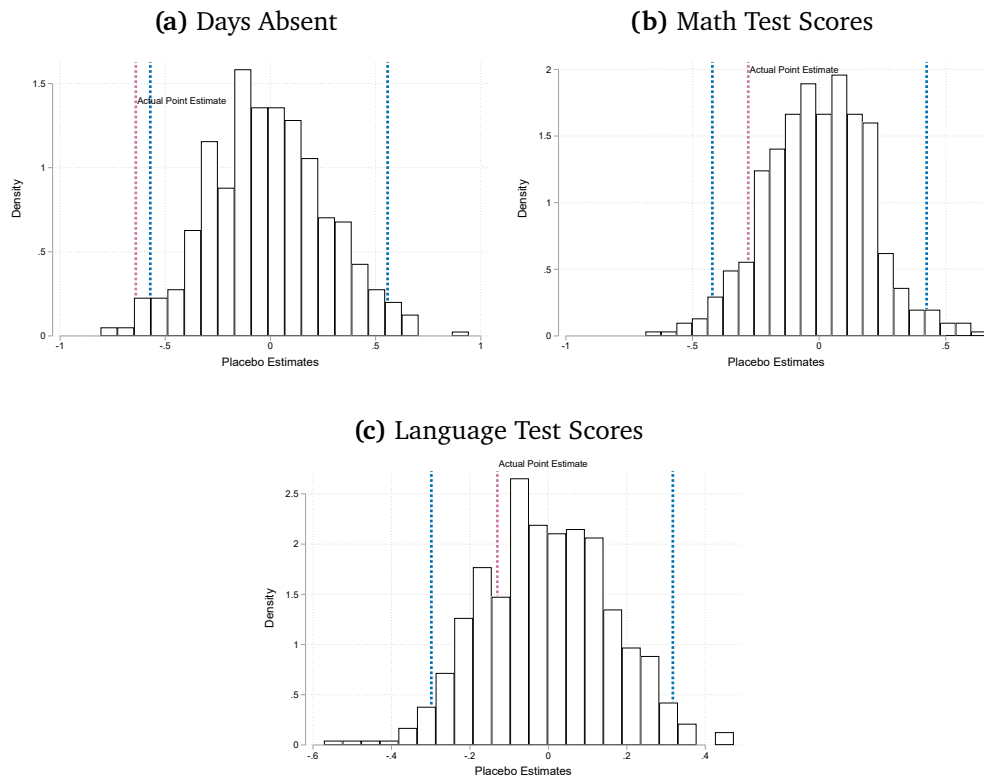 (a) Days Absent
1.5
1
.5
0
Density
Actual Point Estimate
-1
-.5
0
.5
1
Placebo Estimates
(b) Math Test Scores
2
1.5
1
.5
0
Density
Actual Point Estimate
-1
-.5
0
.5
Placebo Estimates
(c) Language Test Scores
Actual Point Estimate
2.5
2
1.5
1
.5
0
Density
-.6
-.4
-.2
0
.2
.4
Placebo Estimates